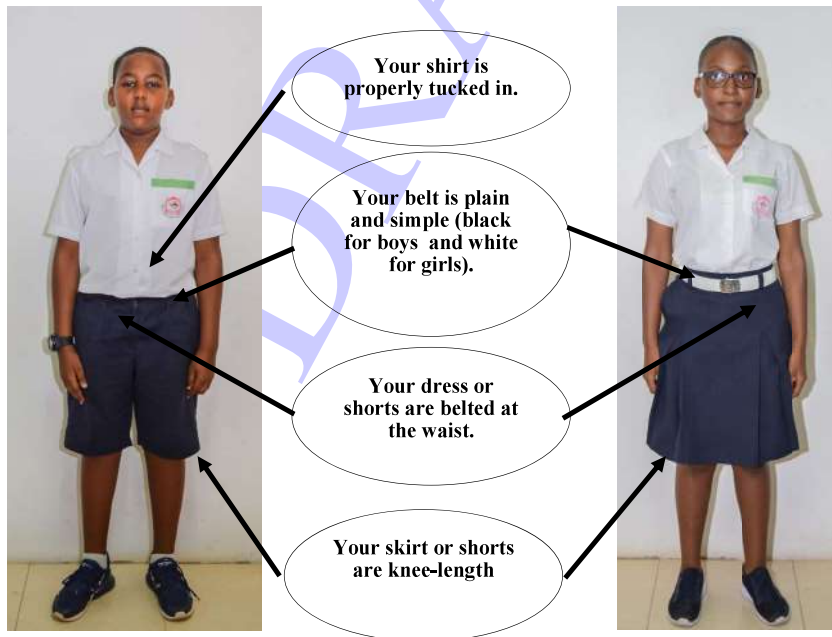 Your shirt is
properly tucked in.
Your belt is plain
and simple (black
for boys  and white
for girls).
Your dress or
shorts are belted at
the waist.
Your skirt or shorts
are knee-length